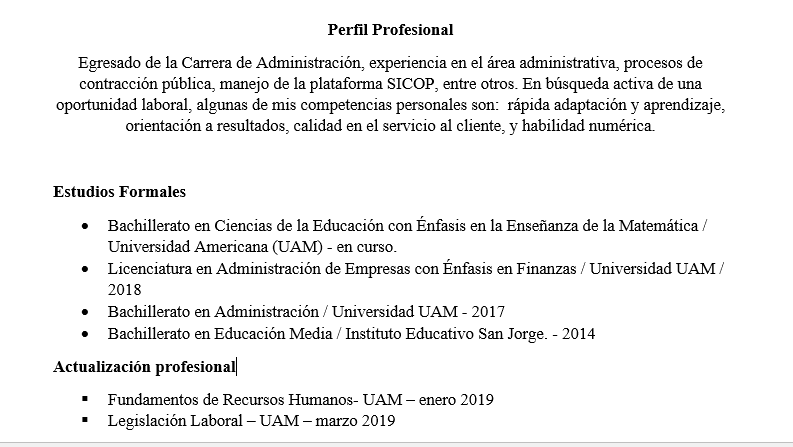 Perfil Profesional
Egresado de la Carrera de Administración, experiencia en el área administrativa, procesos de
contracción pública, manejo de la plataforma SICOP, entre otros. En búsqueda activa de una
oportunidad laboral, algunas de mis competencias personales son: rápida adaptación y aprendizaje,
orientación a resultados, calidad en el servicio al cliente, y habilidad numérica.
Estudios Formales
• Bachillerato en Ciencias de la Educación con Énfasis en la Enseñanza de la Matemática /
Universidad Americana (UAM) - en curso.
• Licenciatura en Administración de Empresas con Énfasis en Finanzas / Universidad UAM /
2018
• Bachillerato en Administración / Universidad UAM - 2017
• Bachillerato en Educación Media / Instituto Educativo San Jorge. - 2014
Actualización profesional
▪ Fundamentos de Recursos Humanos- UAM – enero 2019
▪ Legislación Laboral – UAM – marzo 2019